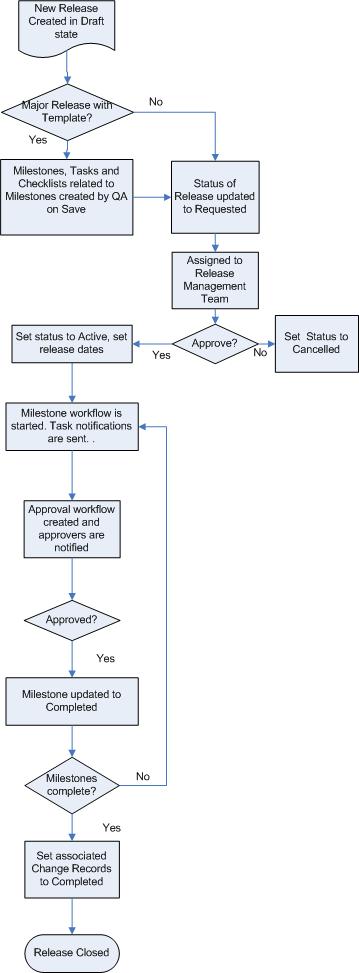 New Release
Created in Draft
state
Major Release with
Template?
No
Yes
Milestones, Tasks and
Checklists related to
Milestones created by QA
on Save
Status of
Release updated
to Requested
Assigned to
Release
Management
Team
Approve?
Yes
No
Set Status to
Cancelled
Set status to Active, set
release dates
Milestone workflow is
started. Task notifications
are sent. .
Approval workflow
created and
approvers are
notified
Approved?
Yes
Milestone updated to
Completed
Milestones
complete?
No
Yes
Set associated
Change Records
to Completed
Release Closed